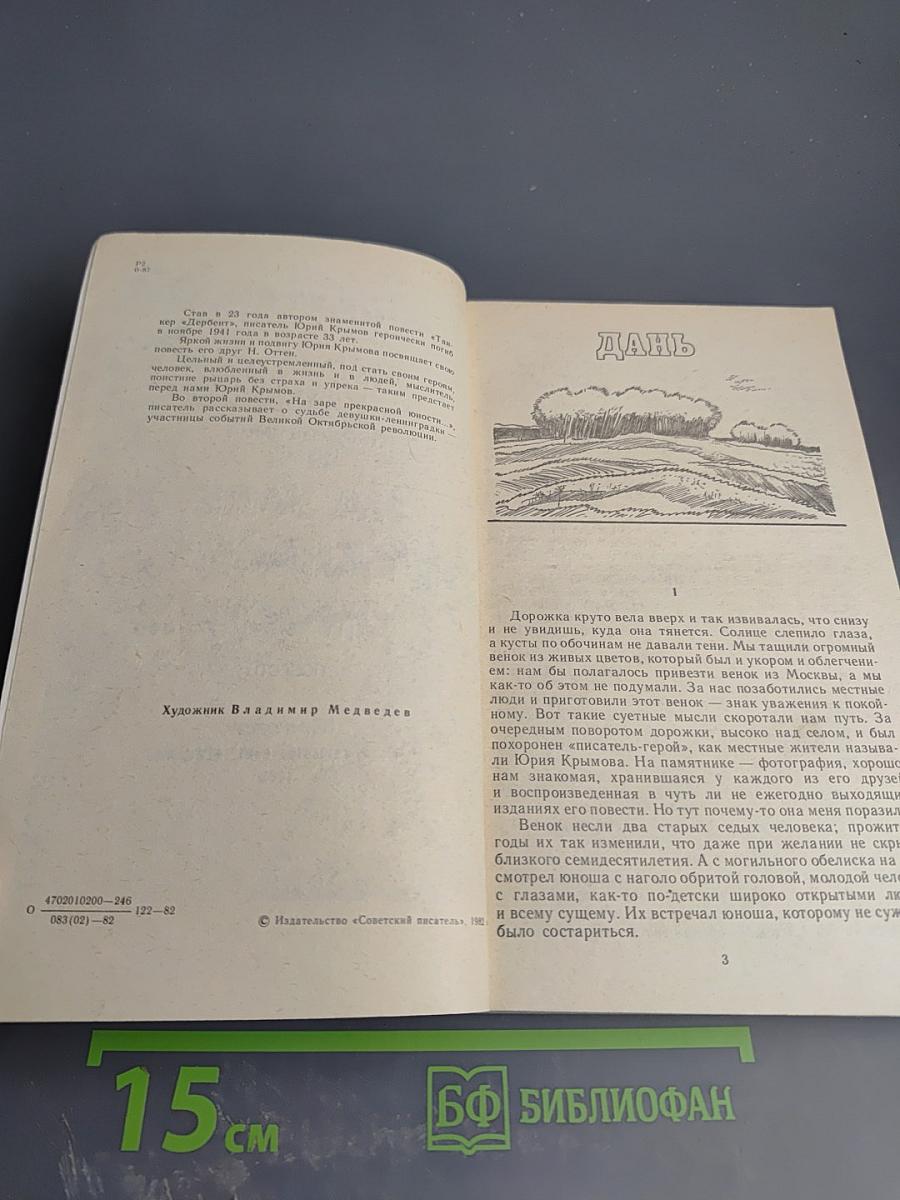 Р2
О-87
Став в 23 года автором знаменитой повести «Тан-
кер «Дербент», писатель Юрий Крымов героически погиб
в ноябре 1941 года в возрасте 33 лет.
Яркой жизни и подвигу Юрия Крымова посвящает свою
повесть его друг Н. Оттен.
Цельный и целеустремленный, под стать своим героям,
человек, влюбленный в жизнь и в людей, мыслитель,
поистине рыцарь без страха и упрека — таким предстает
перед нами Юрий Крымов.
Во второй повести, «На заре прекрасной юности...»,
писатель рассказывает о судьбе девушки-ленинградки —
участницы событий Великой Октябрьской революции.
Художник Владимир Медведев
О 4702010200—246
083(02)—82 122—82
© Издательство «Советский писатель», 1982
ДАНЬ
1
Дорожка круто вела вверх и так извивалась, что снизу
и не увидишь, куда она тянется. Солнце слепило глаза,
а кусты по обочинам не давали тени. Мы тащили огромный
венок из живых цветов, который был и укором и облегчени-
ем: нам бы полагалось привезти венок из Москвы, а мы
как-то об этом не подумали. За нас позаботились местные
люди и приготовили этот венок — знак уважения к покой-
ному. Вот такие суетные мысли скоротали нам путь. За
очередным поворотом дорожки, высоко над селом, и был
похоронен «писатель-герой», как местные жители называ-
ли Юрия Крымова. На памятнике — фотография, хорошо
нам знакомая, хранившаяся у каждого из его друзей
и воспроизведенная в чуть ли не ежегодно выходящи
изданиях его повести. Но тут почему-то она меня поразил
Венок несли два старых седых человека; прожит
годы их так изменили, что даже при желании не скры
близкого семидесятилетия. А с могильного обелиска на
смотрел юноша с наголо обритой головой, молодой чело
с глазами, как-то по-детски широко открытыми лю
и всему сущему. Их встречал юноша, которому не суж
было состариться.
3
15 см
БФ БИБЛИОФАН